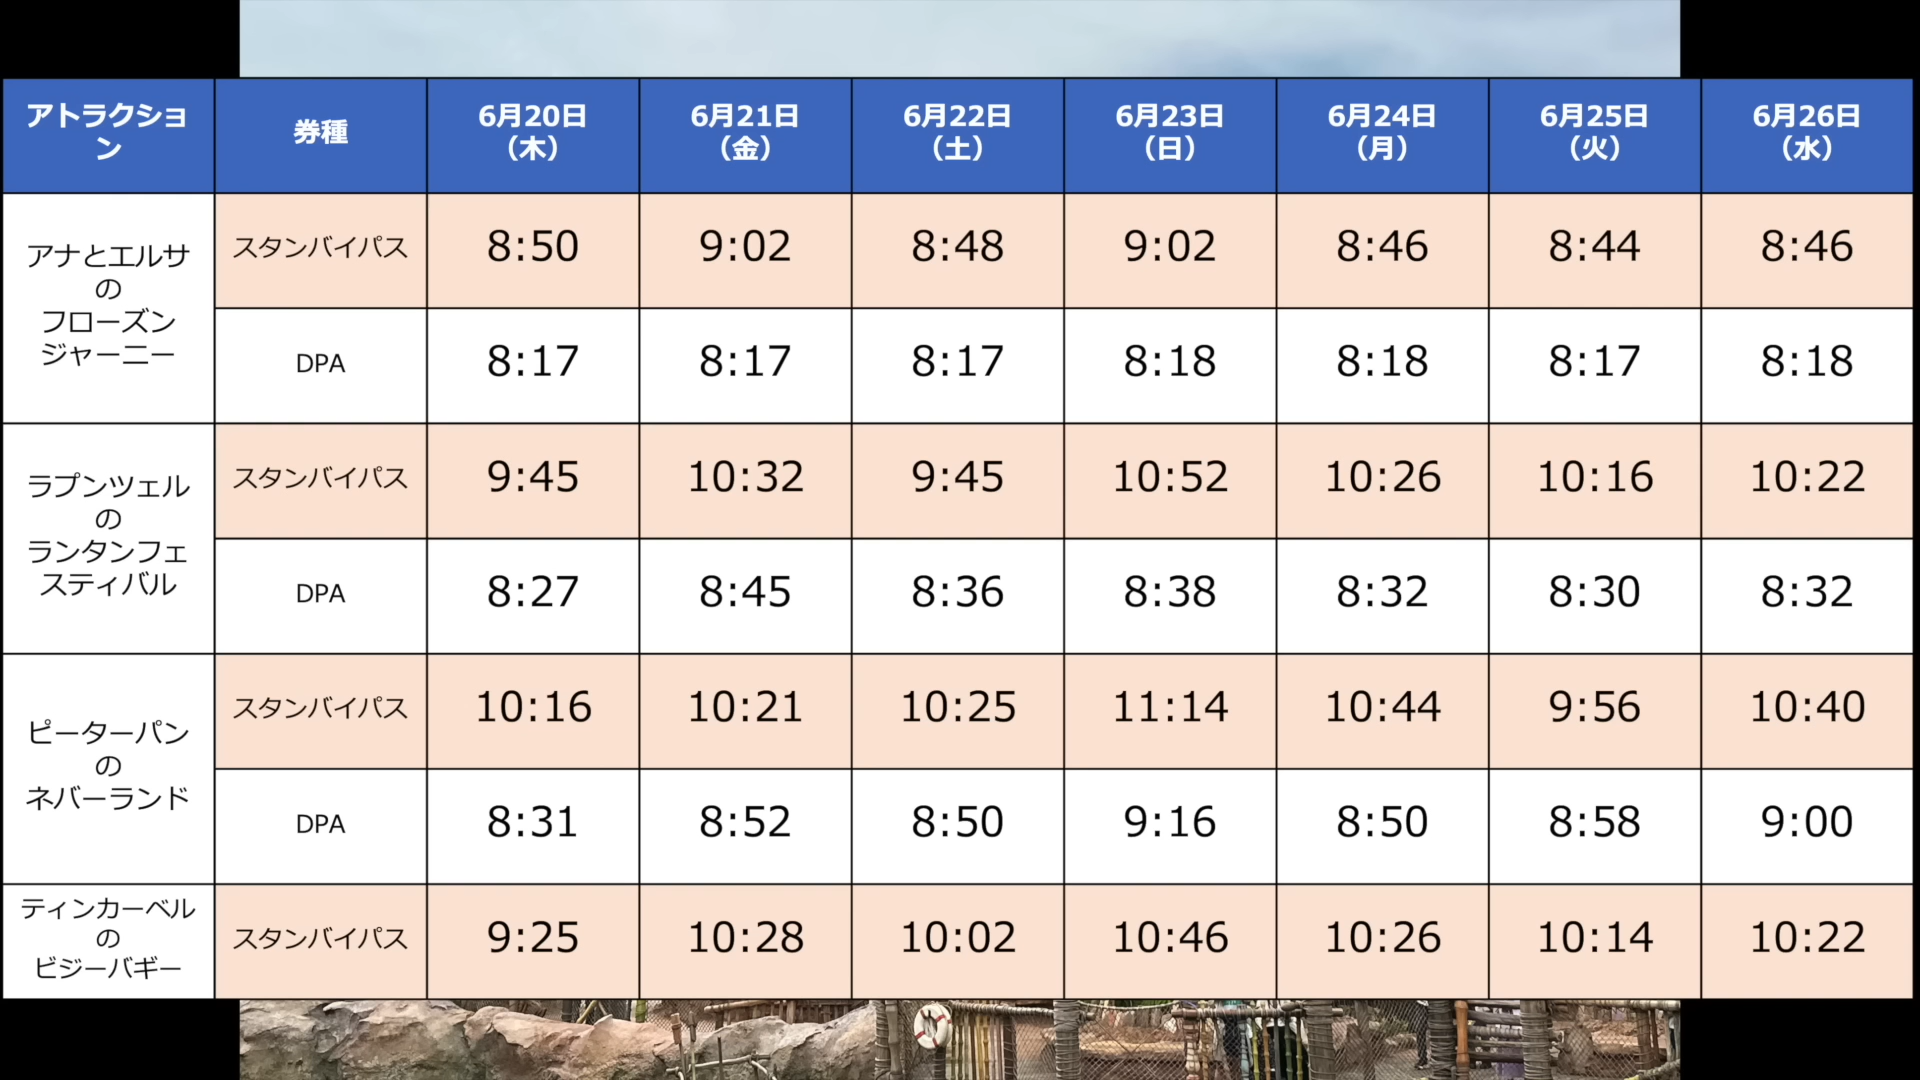 アトラクショ
ン
券種
6月20日
（木）
6月21日
（金）
6月22日
（土）
6月23日
（日）
6月24日
（月）
6月25日
（火）
6月26日
（水）
アナとエルサ
の
フローズン
ジャーニー
スタンバイパス
8:50
9:02
8:48
9:02
8:46
8:44
8:46
DPA
8:17
8:17
8:17
8:18
8:18
8:17
8:18
ラプンツェル
の
ランタンフェ
スティバル
スタンバイパス
9:45
10:32
9:45
10:52
10:26
10:16
10:22
DPA
8:27
8:45
8:36
8:38
8:32
8:30
8:32
ピーターパン
の
ネバーランド
スタンバイパス
10:16
10:21
10:25
11:14
10:44
9:56
10:40
DPA
8:31
8:52
8:50
9:16
8:50
8:58
9:00
ティンカーベル
の
ビジーバギー
スタンバイパス
9:25
10:28
10:02
10:46
10:26
10:14
10:22